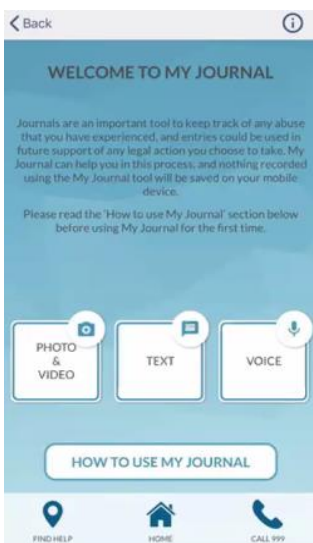 Back
WELCOME TO MY JOURNAL
Journals are an important tool to keep track of any abuse
that you have experienced, and entries could be used in
future support of any legal action you choose to take. My
Journal can help you in this process, and nothing recorded
using the My Journal tool will be saved on your mobile
device.
Please read the 'How to use My Journal' section below
before using My Journal for the first time.
PHOTO
&
VIDEO
TEXT
VOICE
HOW TO USE MY JOURNAL
FIND HELP
HOME
CALL 999